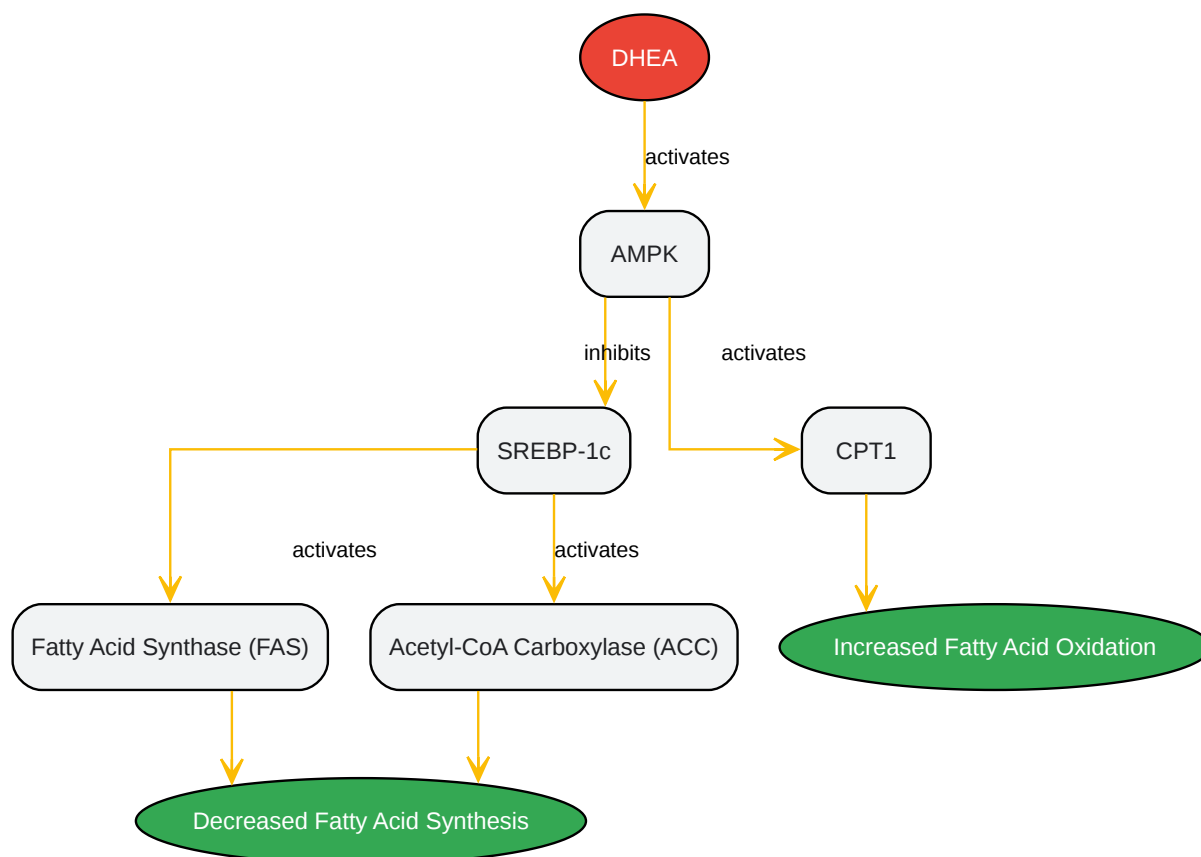 DHEA
activates
AMPK
inhibits
activates
SREBP-1c
CPT1
activates
activates
Fatty Acid Synthase (FAS)
Acetyl-CoA Carboxylase (ACC)
Increased Fatty Acid Oxidation
Decreased Fatty Acid Synthesis